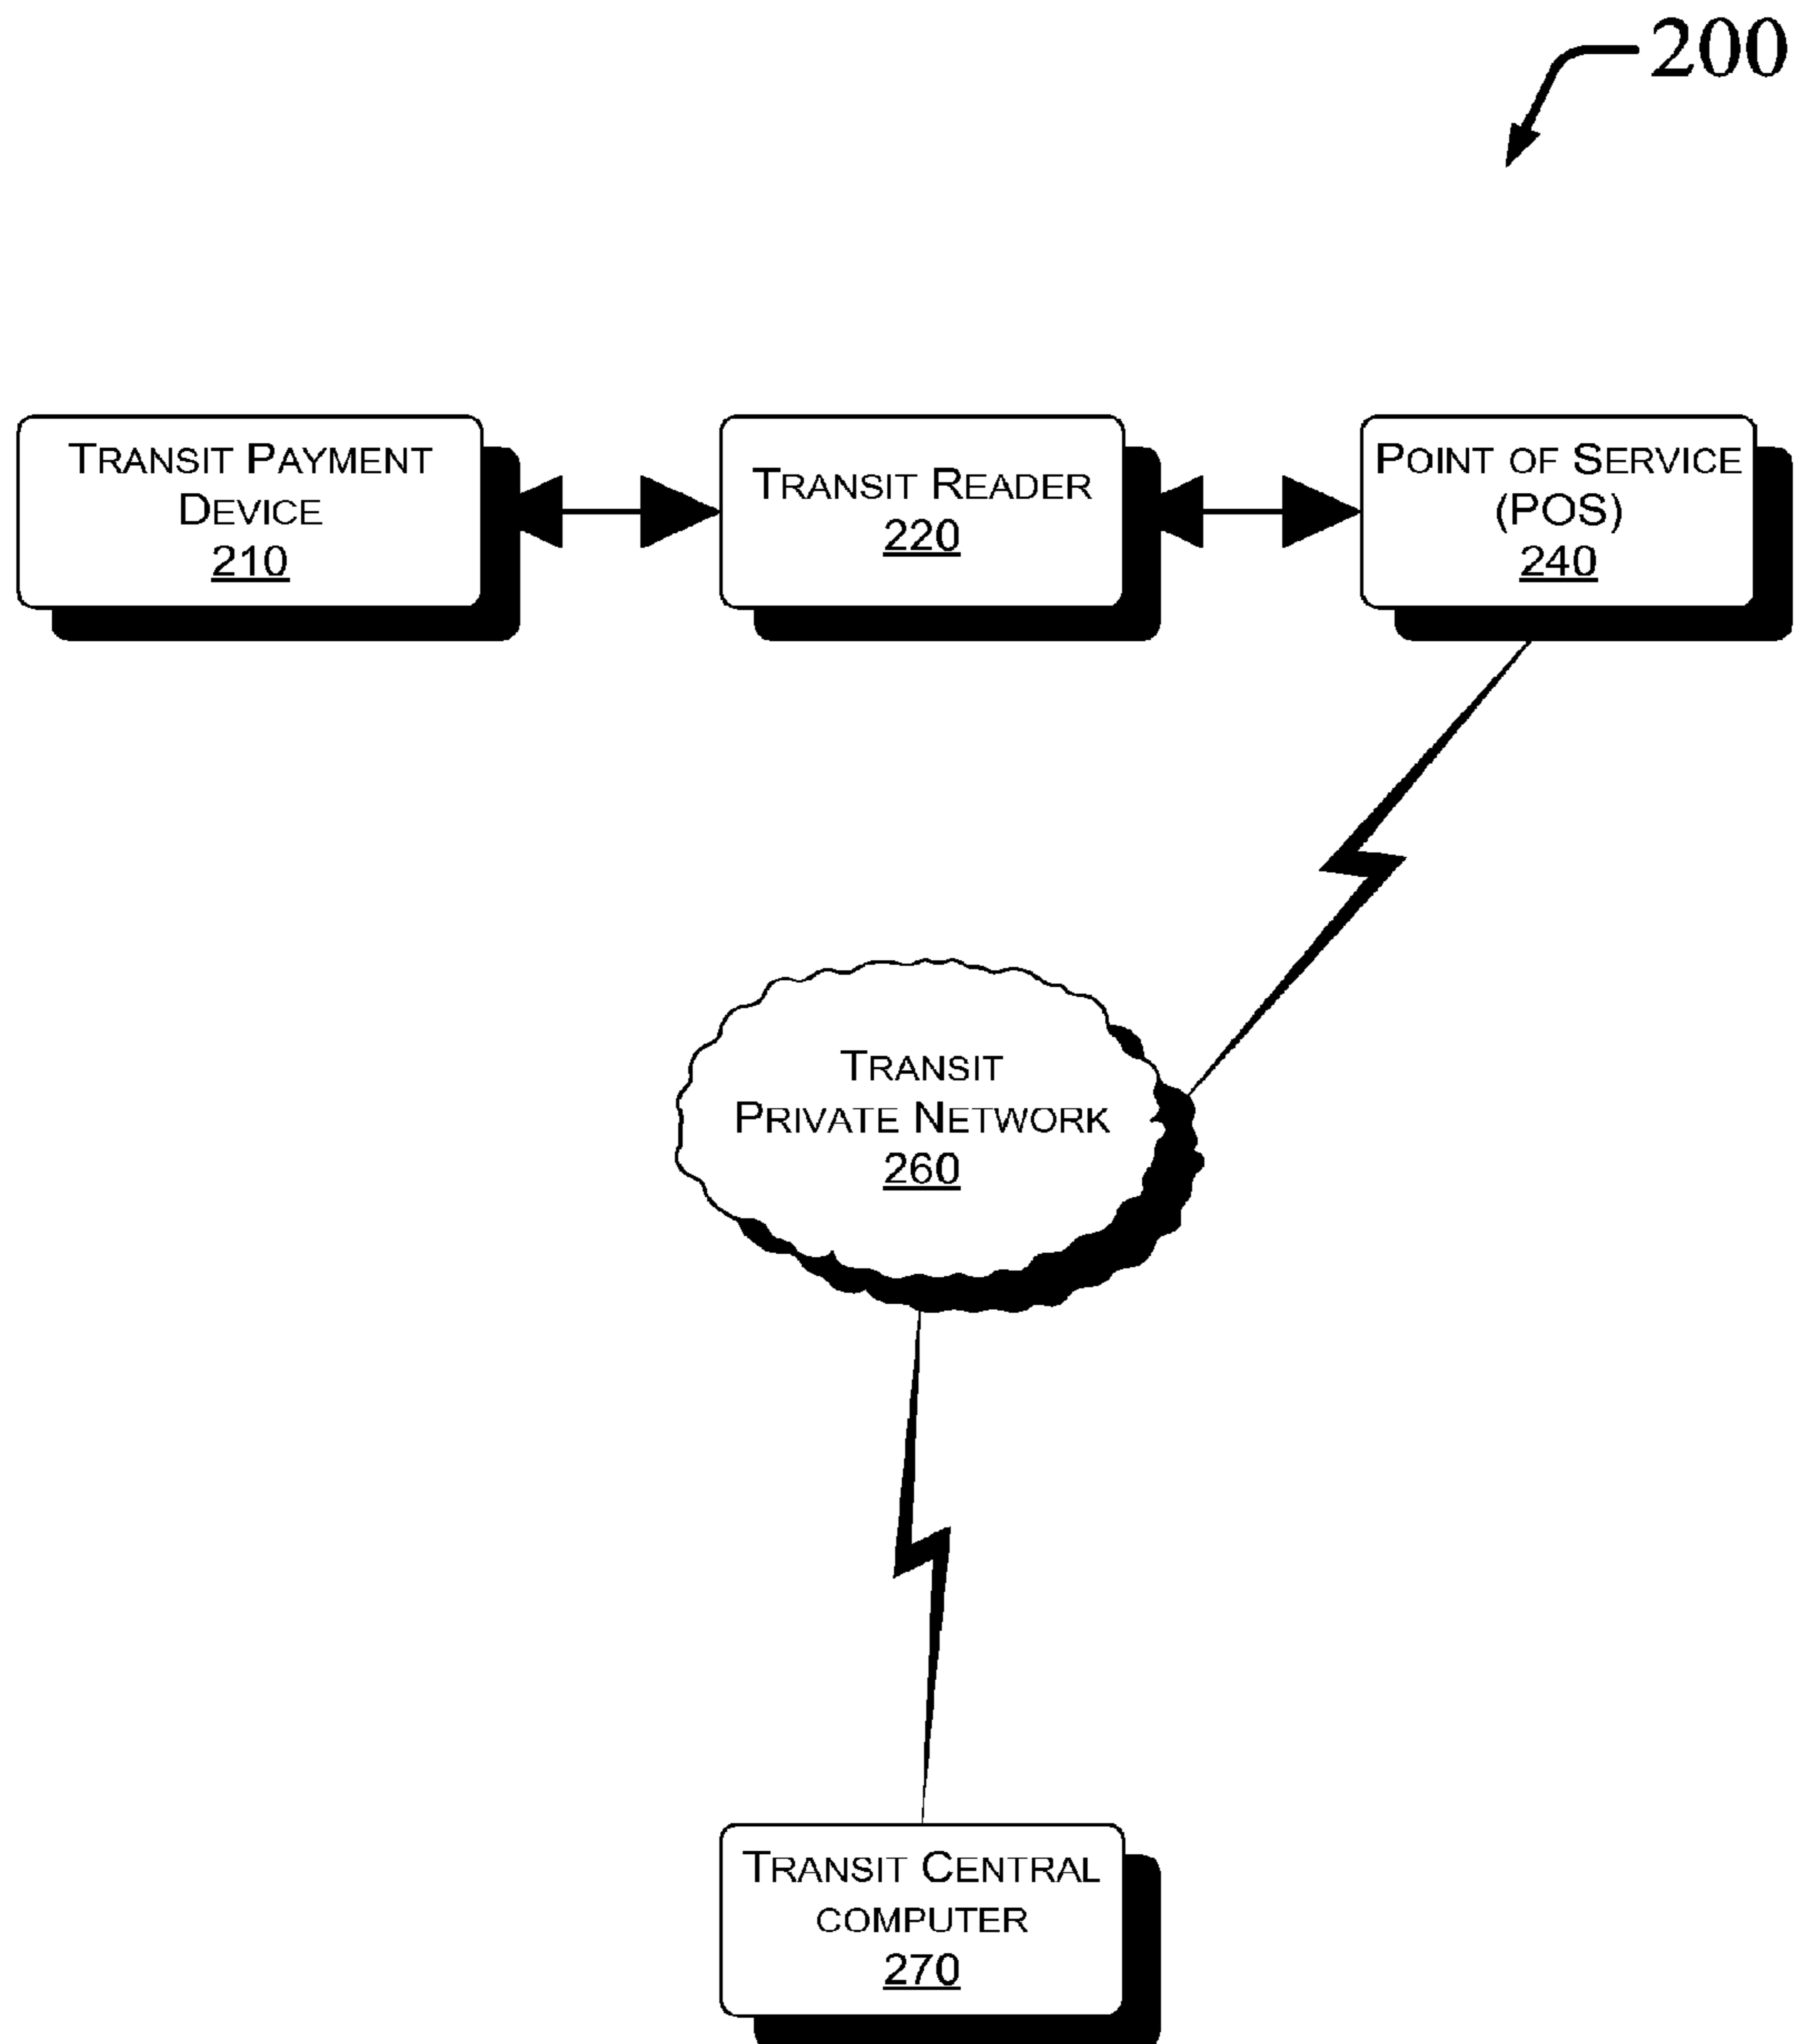 200
TRANSIT PAYMENT
DEVICE
210
TRANSIT READER
220
POINT OF SERVICE
(POS)
240
TRANSIT
PRIVATE NETWORK
260
TRANSIT CENTRAL
COMPUTER
270